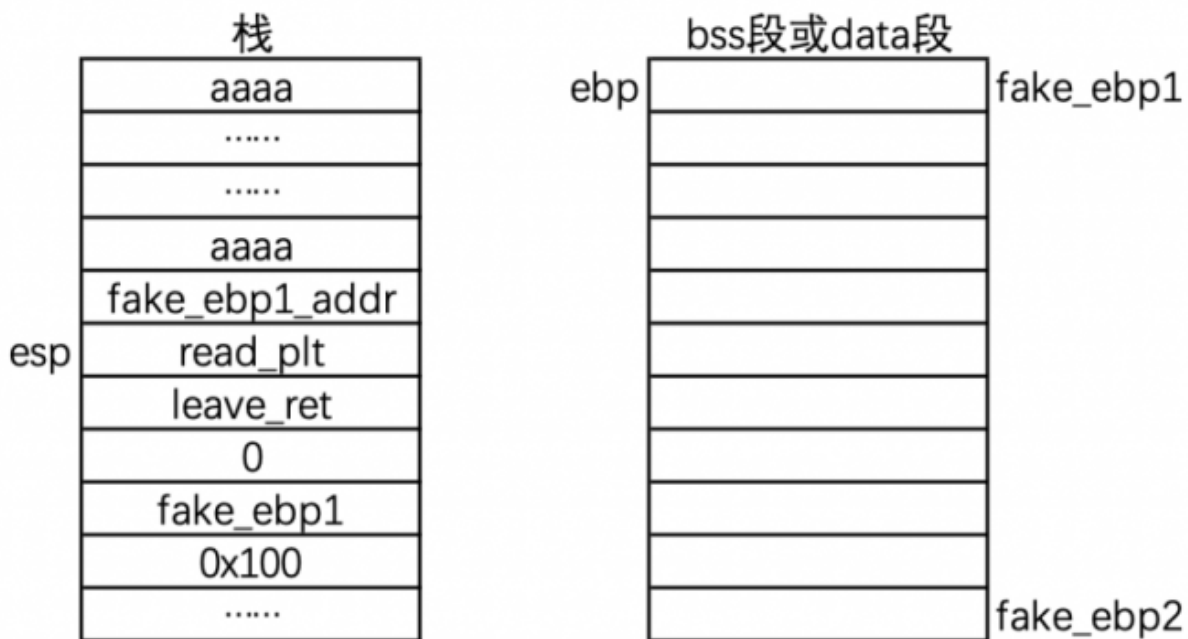 栈
aaaa
……
……
aaaa
fake_ebp1_addr
esp read_plt
leave_ret
0
fake_ebp1
0x100
……
bss段或data段
ebp fake_ebp1
fake_ebp2